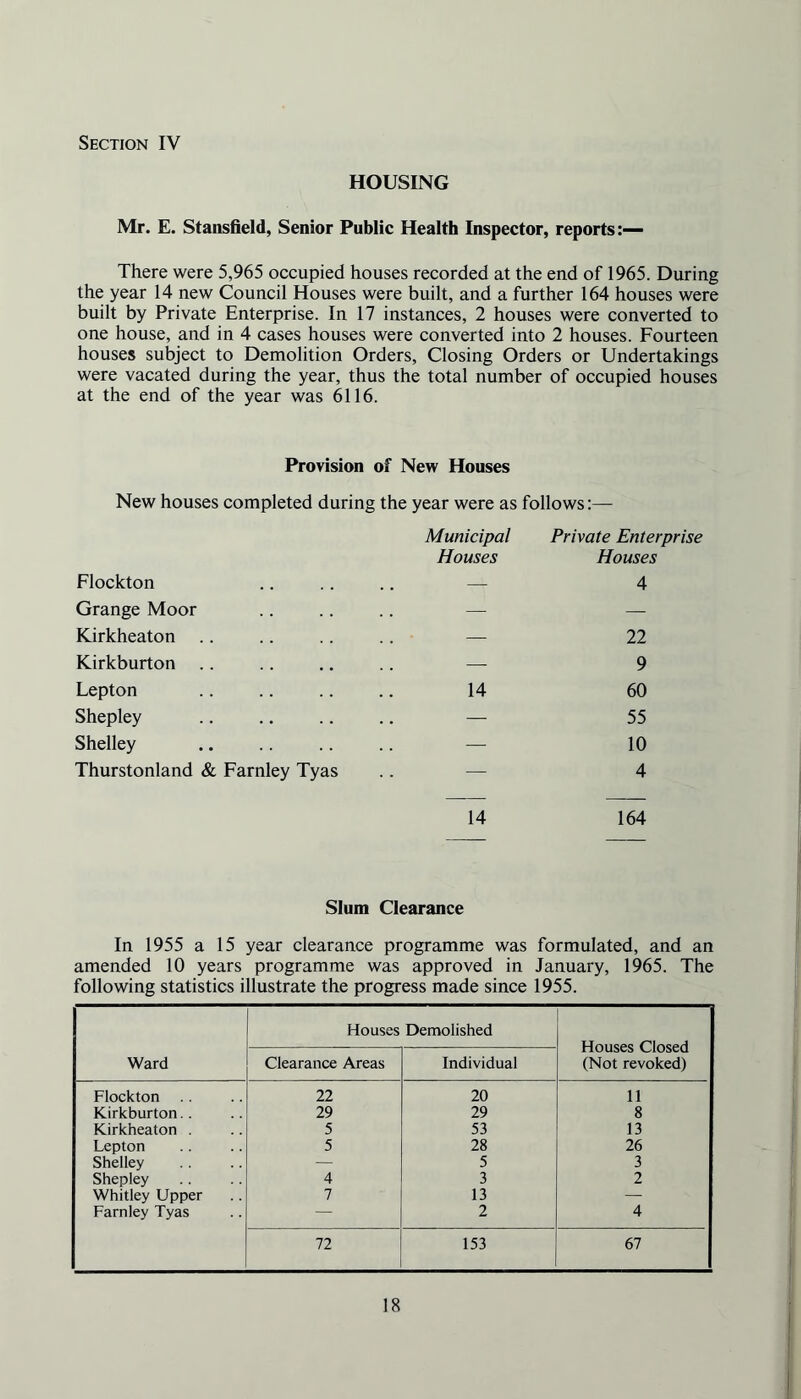 SECTION IV
HOUSING
Mr. E. Stansfield, Senior Public Health Inspector, reports:—
There were 5,965 occupied houses recorded at the end of 1965. During
the year 14 new Council Houses were built, and a further 164 houses were
built by Private Enterprise. In 17 instances, 2 houses were converted to
one house, and in 4 cases houses were converted into 2 houses. Fourteen
houses subject to Demolition Orders, Closing Orders or Undertakings
were vacated during the year, thus the total number of occupied houses
at the end of the year was 6116.
Provision of New Houses
New houses completed during the year were as follows:—
Municipal Private Enterprise
Houses Houses
Flockton .. .. .. — 4
Grange Moor .. .. .. — —
Kirkheaton .. .. .. .. — 22
Kirkburton .. .. .. .. — 9
Lepton .. .. .. .. 14 60
Shepley .. .. .. .. — 55
Shelley .. .. .. .. — 10
Thurstonland & Farnley Tyas .. — 4
14 164
Slum Clearance
In 1955 a 15 year clearance programme was formulated, and an
amended 10 years programme was approved in January, 1965. The
following statistics illustrate the progress made since 1955.
Houses Demolished
Ward Clearance Areas Individual Houses Closed (Not revoked)
Flockton .. .. 22 20 11
Kirkburton.. .. 29 29 8
Kirkheaton . .. 5 53 13
Lepton .. .. 5 28 26
Shelley .. .. — 5 3
Shepley .. .. 4 3 2
Whitley Upper .. 7 13 —
Farnley Tyas .. — 2 4
72 153 67
18